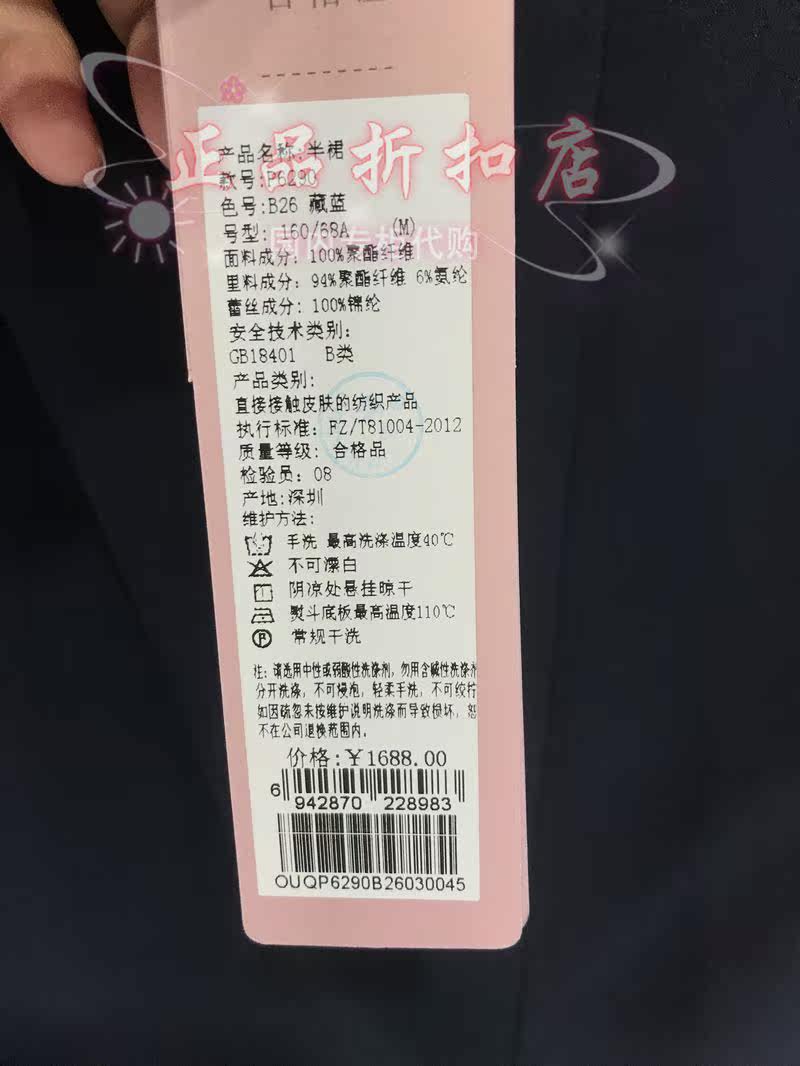 合格证
正品折扣店
国内专柜代购
产品名称:半裙
款号:P6290
色号:B26 藏蓝
号型: 160/68A (M)
面料成分: 100%聚酯纤维
里料成分: 94%聚酯纤维 6%氨纶
蕾丝成分: 100%锦纶
安全技术类别:
GB18401 B类
产品类别:
直接接触皮肤的纺织产品
执行标准: FZ/T81004-2012
质量等级: 合格品
检验员: 08
产地:深圳
维护方法:
手洗 最高洗涤温度40℃
不可漂白
阴凉处悬挂晾干
熨斗底板最高温度110℃
P 常规干洗
注: 请选用中性或弱酸性洗涤剂, 勿用含碱性洗涤剂
分开洗涤, 不可浸泡, 轻柔手洗, 不可绞拧
如因疏忽未按维护说明洗涤而导致损坏, 恕
不在公司退换范围内。
价格:¥1688.00
6 942870 228983
OUQP6290B26030045